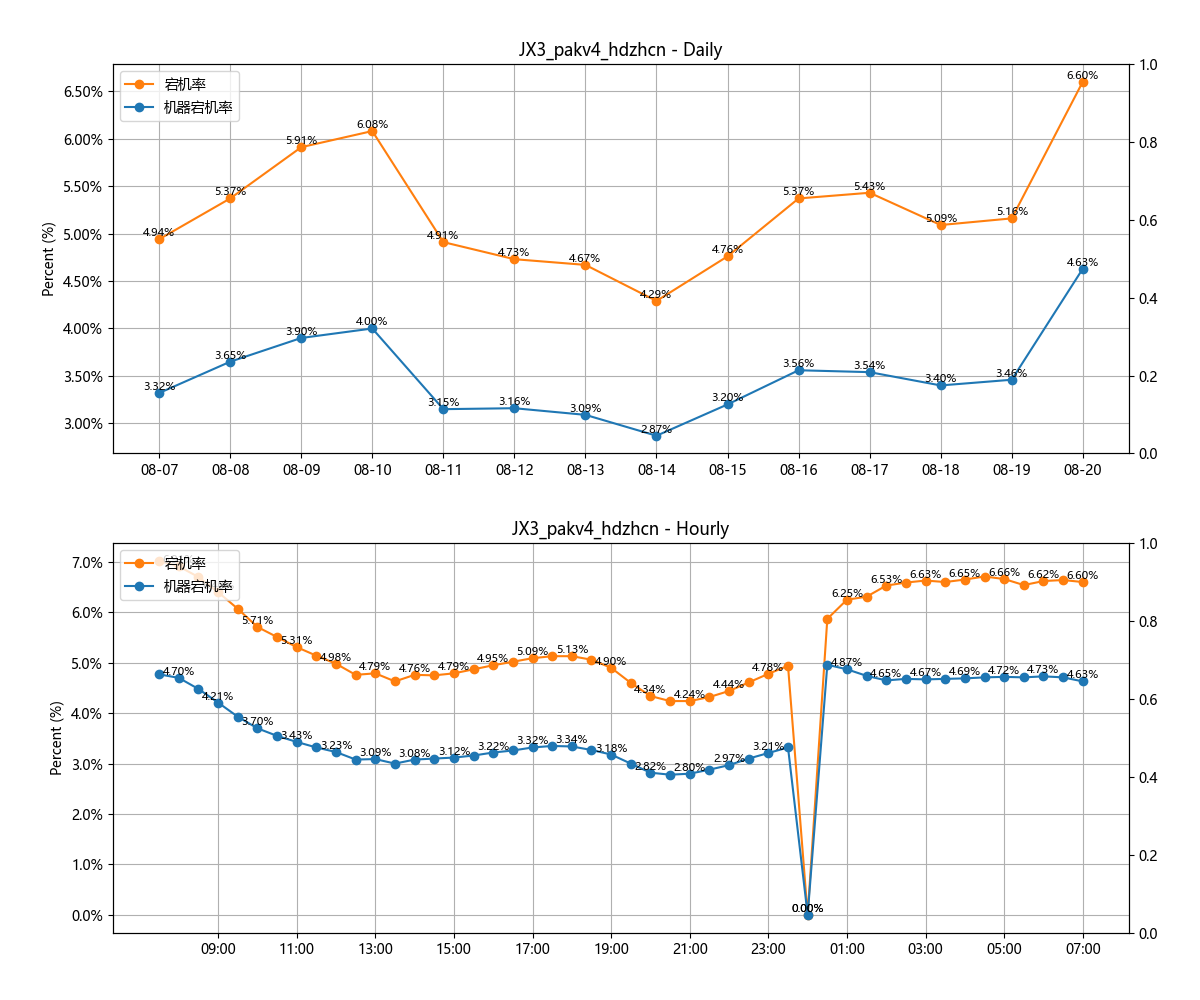 JX3_pakv4_hdzhcn - Daily
宕机率
机器宕机率
Percent (%)
6.50%
6.00%
5.50%
5.00%
4.50%
4.00%
3.50%
3.00%
1.0
0.8
0.6
0.4
0.2
0.0
4.94% 5.37% 5.91% 6.08% 4.91% 4.73% 4.67% 4.29% 4.76% 5.37% 5.43% 5.09% 5.16% 6.60%
3.32% 3.65% 3.90% 4.00% 3.15% 3.16% 3.09% 2.87% 3.20% 3.56% 3.54% 3.40% 3.46% 4.63%
08-07 08-08 08-09 08-10 08-11 08-12 08-13 08-14 08-15 08-16 08-17 08-18 08-19 08-20
JX3_pakv4_hdzhcn - Hourly
宕机率
机器宕机率
Percent (%)
7.0%
6.0%
5.0%
4.0%
3.0%
2.0%
1.0%
0.0%
1.0
0.8
0.6
0.4
0.2
0.0
5.71% 5.31% 4.98% 4.79% 4.76% 4.79% 4.95% 5.09% 5.13% 4.90% 4.34% 4.24% 4.44% 4.78% 0.00% 6.25% 6.53% 6.63% 6.65% 6.66% 6.62% 6.60%
4.70% 4.21% 3.70% 3.43% 3.23% 3.09% 3.08% 3.12% 3.22% 3.32% 3.34% 3.18% 2.82% 2.80% 2.97% 3.21% 0.00% 4.87% 4.65% 4.67% 4.69% 4.72% 4.73% 4.63%
09:00 11:00 13:00 15:00 17:00 19:00 21:00 23:00 01:00 03:00 05:00 07:00